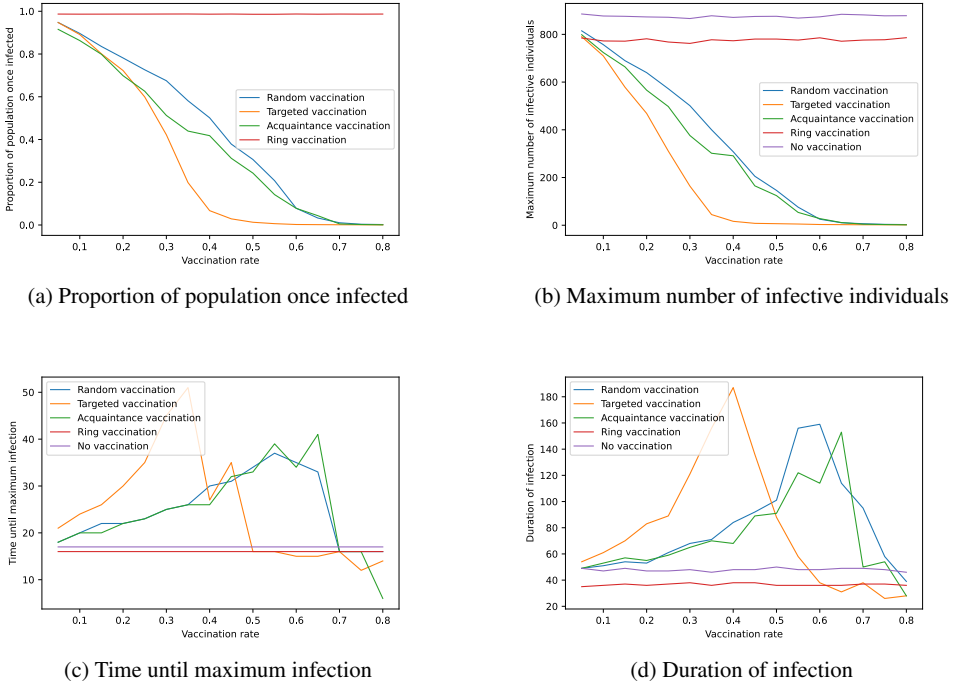 1.0
0.8
0.6
0.4
0.2
0.0
0.1 0.2 0.3 0.4 0.5 0.6 0.7 0.8
Proportion of population once infected
Vaccination rate
Random vaccination
Targeted vaccination
Acquaintance vaccination
Ring vaccination
(a) Proportion of population once infected
800
600
400
200
0
0.1 0.2 0.3 0.4 0.5 0.6 0.7 0.8
Maximum number of infective individuals
Vaccination rate
Random vaccination
Targeted vaccination
Acquaintance vaccination
Ring vaccination
No vaccination
(b) Maximum number of infective individuals
50
40
30
20
10
0.1 0.2 0.3 0.4 0.5 0.6 0.7 0.8
Time until maximum infection
Vaccination rate
Random vaccination
Targeted vaccination
Acquaintance vaccination
Ring vaccination
No vaccination
(c) Time until maximum infection
180
160
140
120
100
80
60
40
20
0.1 0.2 0.3 0.4 0.5 0.6 0.7 0.8
Duration of infection
Vaccination rate
Random vaccination
Targeted vaccination
Acquaintance vaccination
Ring vaccination
No vaccination
(d) Duration of infection